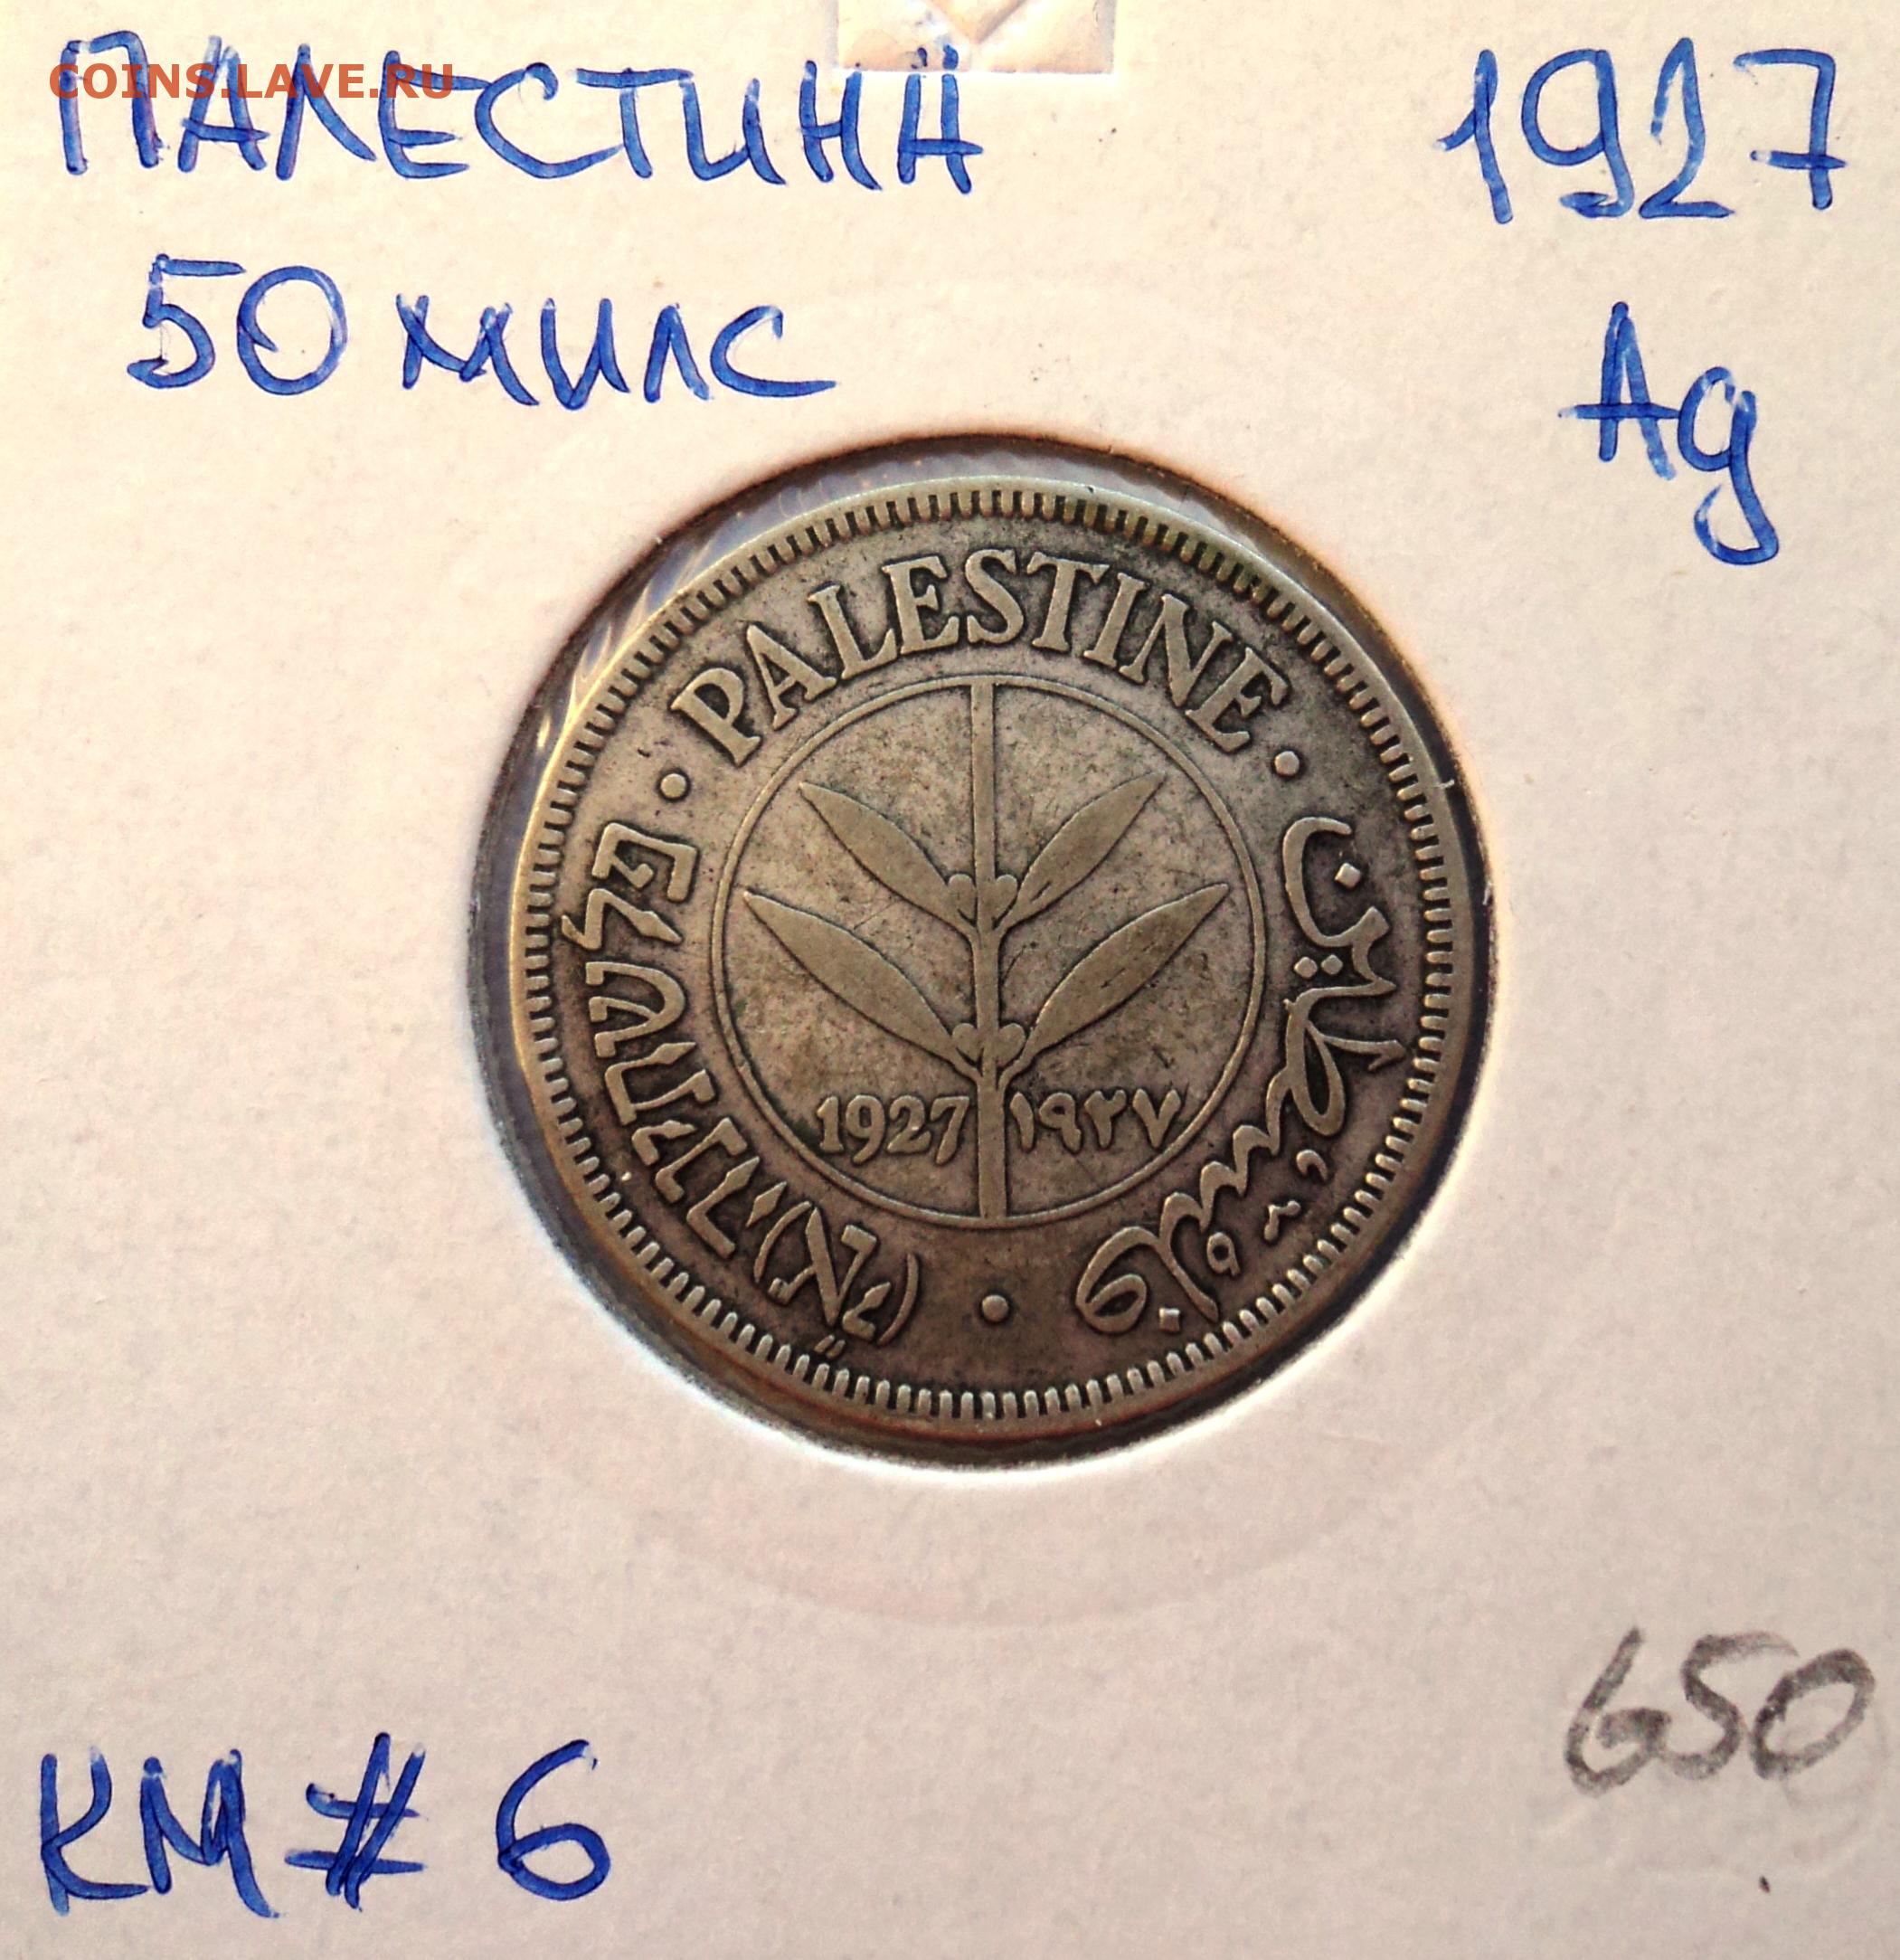 COINS.LAVE.RU
ПАЛЕСТИНА 1927
50 МИЛС Ag
· PALESTINE ·
פלשתינה (א״י)
فلسطين
1927 ١٩٢٧
650
KM # 6